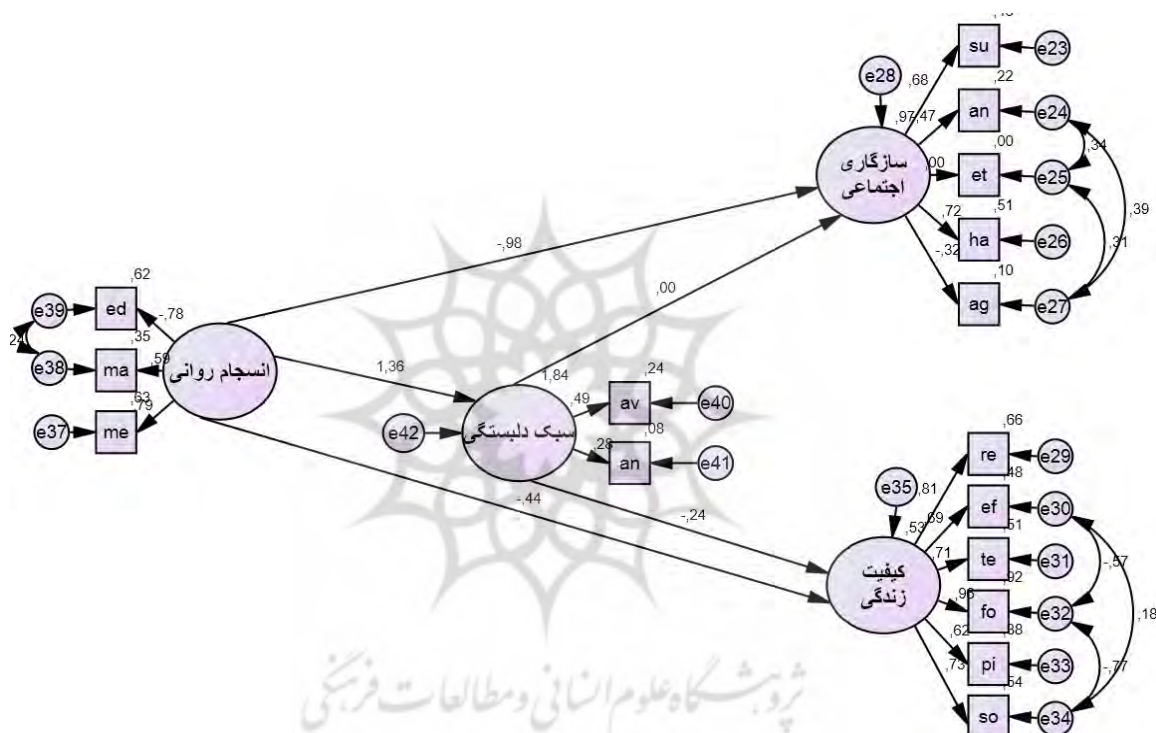 su
e23
e28
,68
,22
an
e24
,97
,47
,34
,00
سازگاری
اجتماعی
,00
et
e25
,51
,39
,72
ha
e26
,31
-,32
,10
ag
e27
-,98
,00
,62
e39
ed
-,78
,35
,24
e38
ma
,59
انسجام روانی
,63
,79
e37
me
1,36
1,84
,24
,49
av
e40
e42
سبک دلبستگی
,08
,28
an
e41
-,44
-,24
,66
re
e29
e35
,81
,48
ef
e30
,53
,69
,51
te
e31
-,57
,71
کیفیت
زندگی
,92
,96
fo
e32
,18
,62
,38
pi
e33
-,77
,73
,54
so
e34
پژوهشگاه علوم انسانی و مطالعات فرهنگی